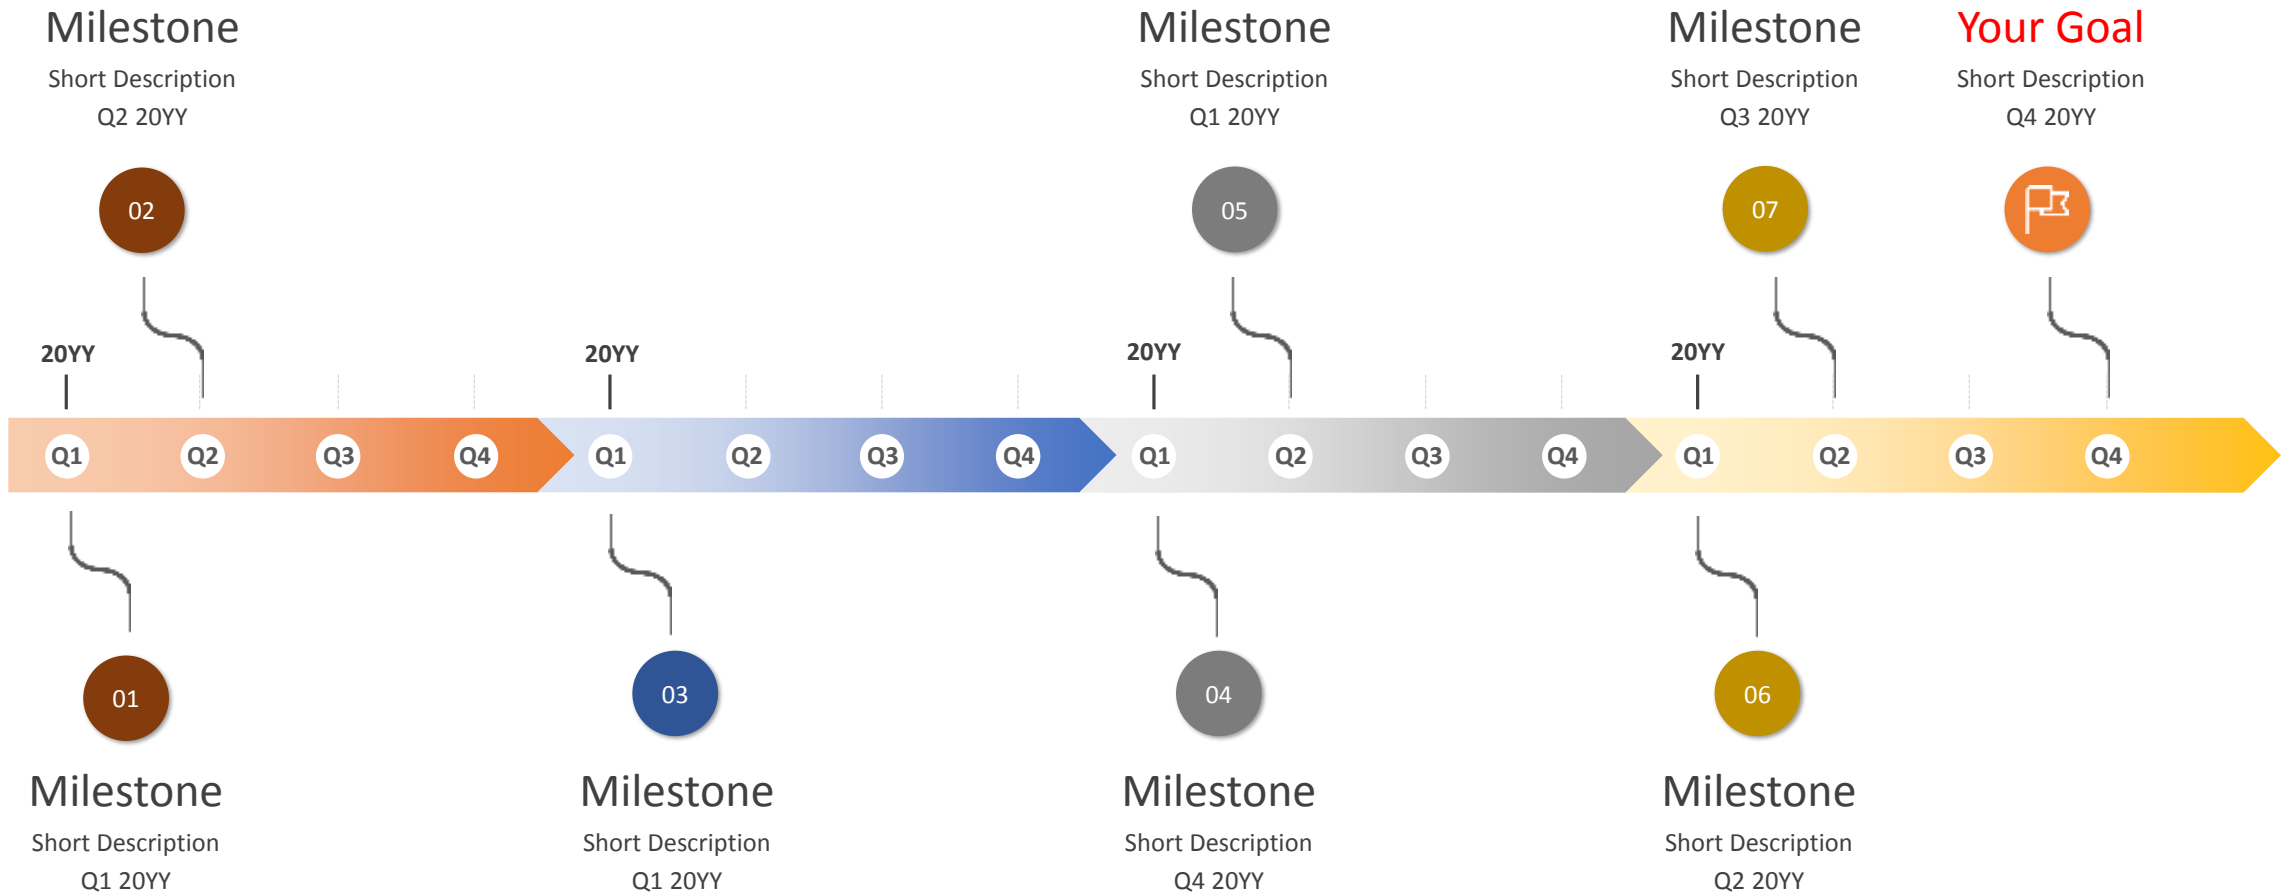 Milestone
Short Description
Q2 20YY
02
Milestone
Short Description
Q1 20YY
05
Milestone
Short Description
Q3 20YY
07
Your Goal
Short Description
Q4 20YY
20YY
20YY
20YY
20YY
Q1 Q2 Q3 Q4 Q1 Q2 Q3 Q4 Q1 Q2 Q3 Q4 Q1 Q2 Q3 Q4
01
Milestone
Short Description
Q1 20YY
03
Milestone
Short Description
Q1 20YY
04
Milestone
Short Description
Q4 20YY
06
Milestone
Short Description
Q2 20YY